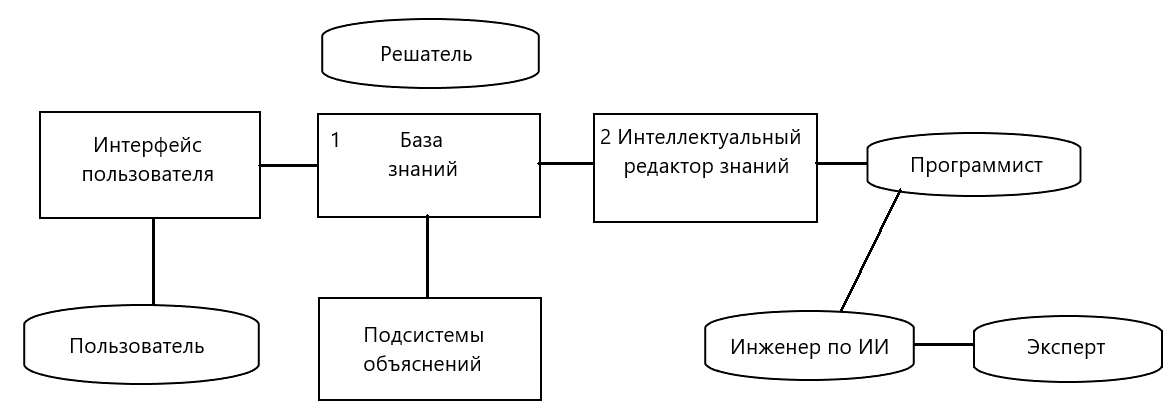 Решатель
Интерфейс
пользователя
1 База
знаний
2 Интеллектуальный
редактор знаний
Программист
Пользователь
Подсистемы
объяснений
Инженер по ИИ
Эксперт